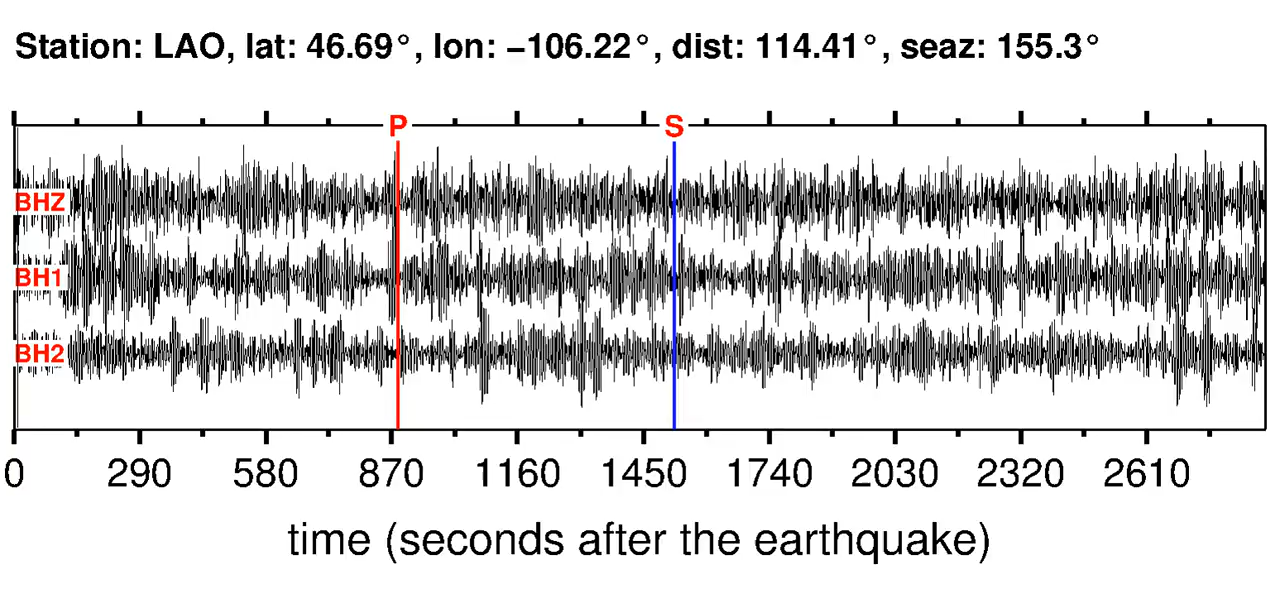 Station: LAO, lat: 46.69°, lon: −106.22°, dist: 114.41°, seaz: 155.3°
P S
BHZ
BH1
BH2
0 290 580 870 1160 1450 1740 2030 2320 2610
time (seconds after the earthquake)